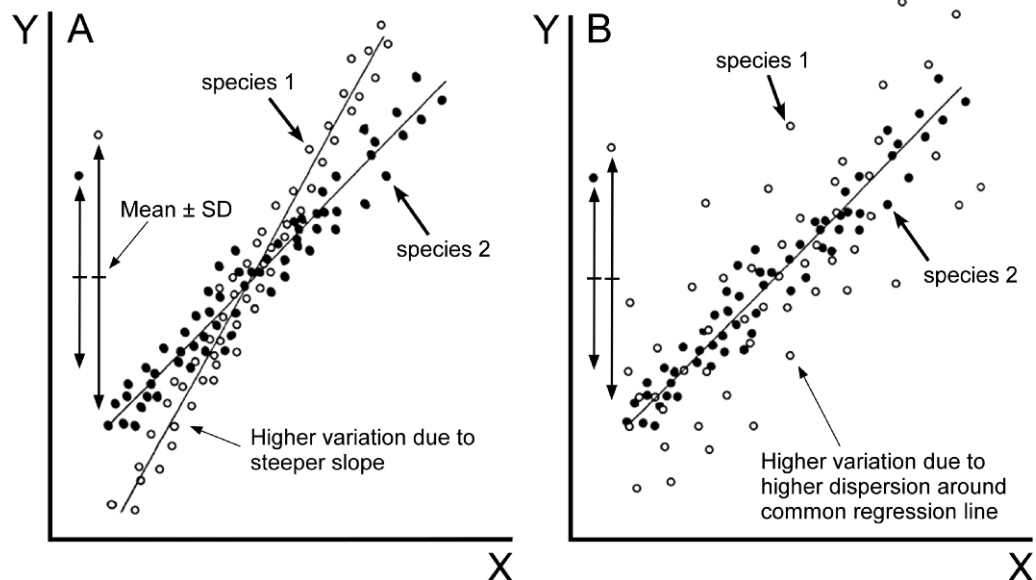 Y
A
species 1
Mean ± SD
species 2
Higher variation due to
steeper slope
X
Y
B
species 1
species 2
Higher variation due to
higher dispersion around
common regression line
X